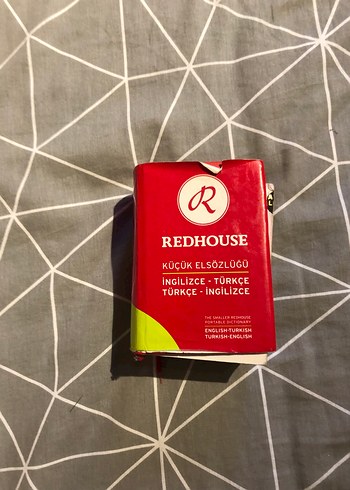 R
REDHOUSE
KÜÇÜK ELSÖZLÜĞÜ
İNGİLİZCE - TÜRKÇE
TÜRKÇE - İNGİLİZCE
THE SMALLER REDHOUSE
PORTABLE DICTIONARY
ENGLISH-TURKISH
TURKISH-ENGLISH